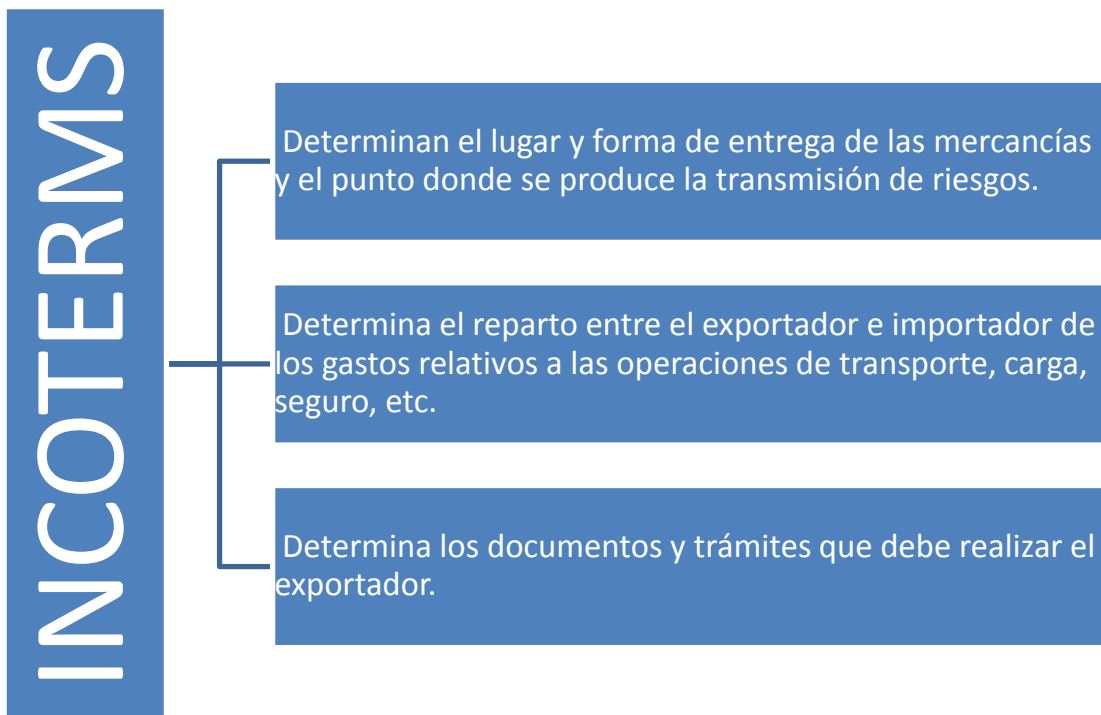 INCOTERMS
Determinan el lugar y forma de entrega de las mercancías
y el punto donde se produce la transmisión de riesgos.
Determina el reparto entre el exportador e importador de
los gastos relativos a las operaciones de transporte, carga,
seguro, etc.
Determina los documentos y trámites que debe realizar el
exportador.